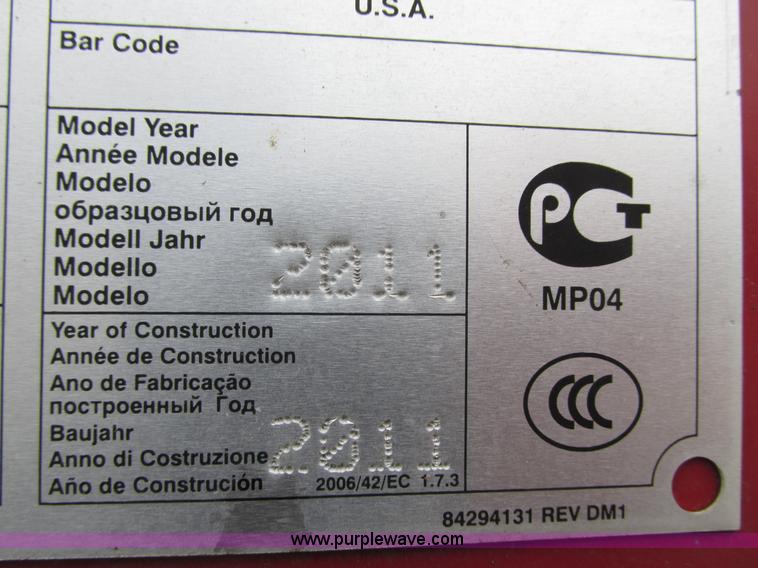 U.S.A.
Bar Code
Model Year
Année Modele
Modelo
образцовый год
Modell Jahr
Modello
Modelo
2011
PCT
MP04
Year of Construction
Année de Construction
Ano de Fabricação
построенный Год
Baujahr
Anno di Costruzione
Año de Construción
2011
2006/42/EC 1.7.3
CCC
84294131 REV DM1
www.purplewave.com